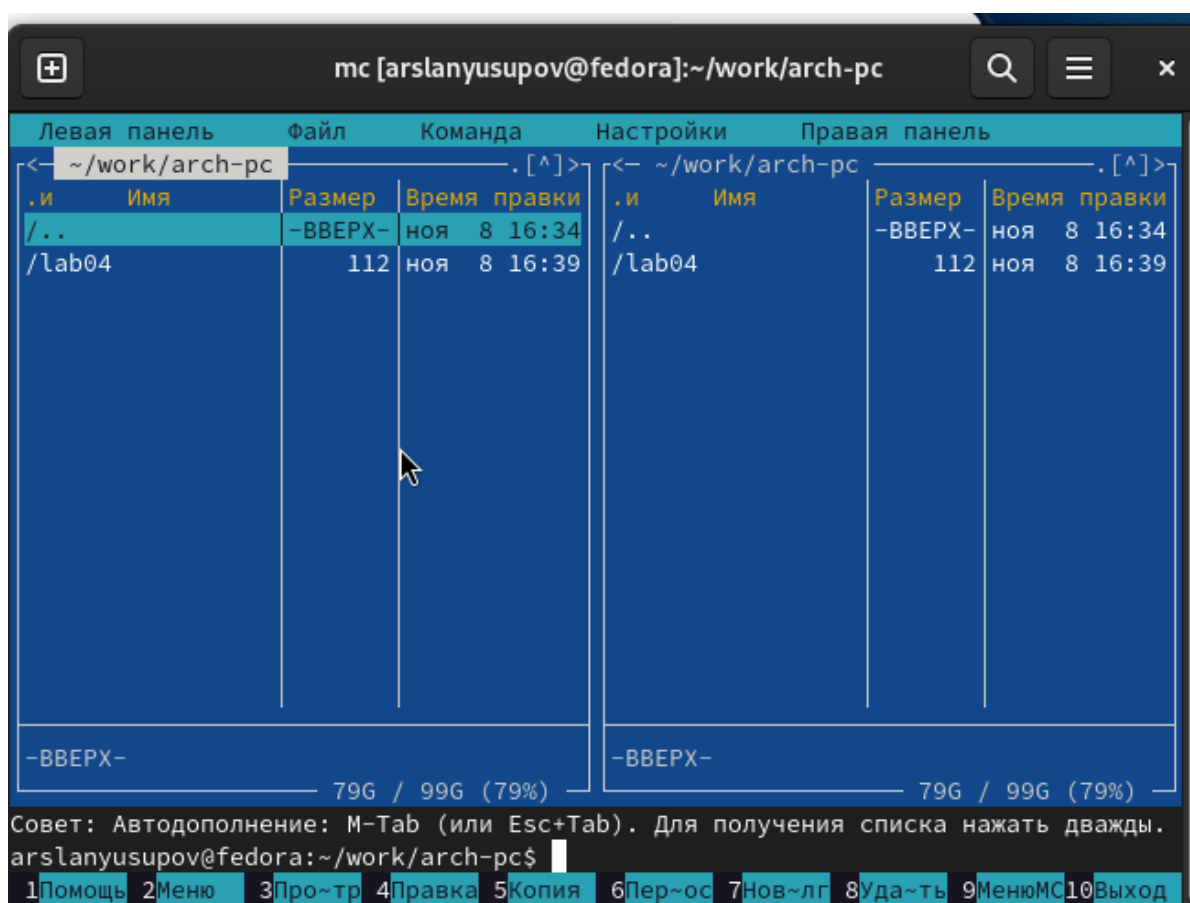 mc [arslanyusupov@fedora]:~/work/arch-pc
Левая панель Файл Команда Настройки Правая панель
<— ~/work/arch-pc .[^]> <— ~/work/arch-pc .[^]>
.и Имя Размер Время правки .и Имя Размер Время правки
/.. -ВВЕРХ- ноя 8 16:34 /.. -ВВЕРХ- ноя 8 16:34
/lab04 112 ноя 8 16:39 /lab04 112 ноя 8 16:39
-ВВЕРХ- -ВВЕРХ-
79G / 99G (79%) 79G / 99G (79%)
Совет: Автодополнение: M-Tab (или Esc+Tab). Для получения списка нажать дважды.
arslanyusupov@fedora:~/work/arch-pc$
1Помощь 2Меню 3Про~тр 4Правка 5Копия 6Пер~ос 7Нов~лг 8Уда~ть 9МенюМС 10Выход